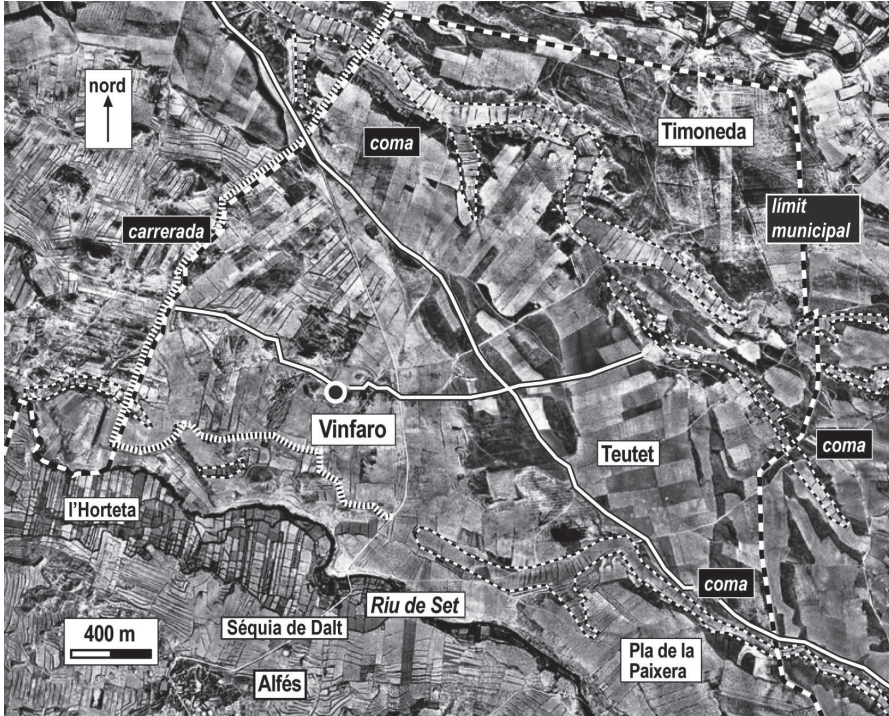 nord
coma
Timoneda
carrerada
límit
municipal
Vinfaro
Teutet
coma
l'Horteta
coma
Riu de Set
Séquia de Dalt
400 m
Pla de la
Paixera
Alfés